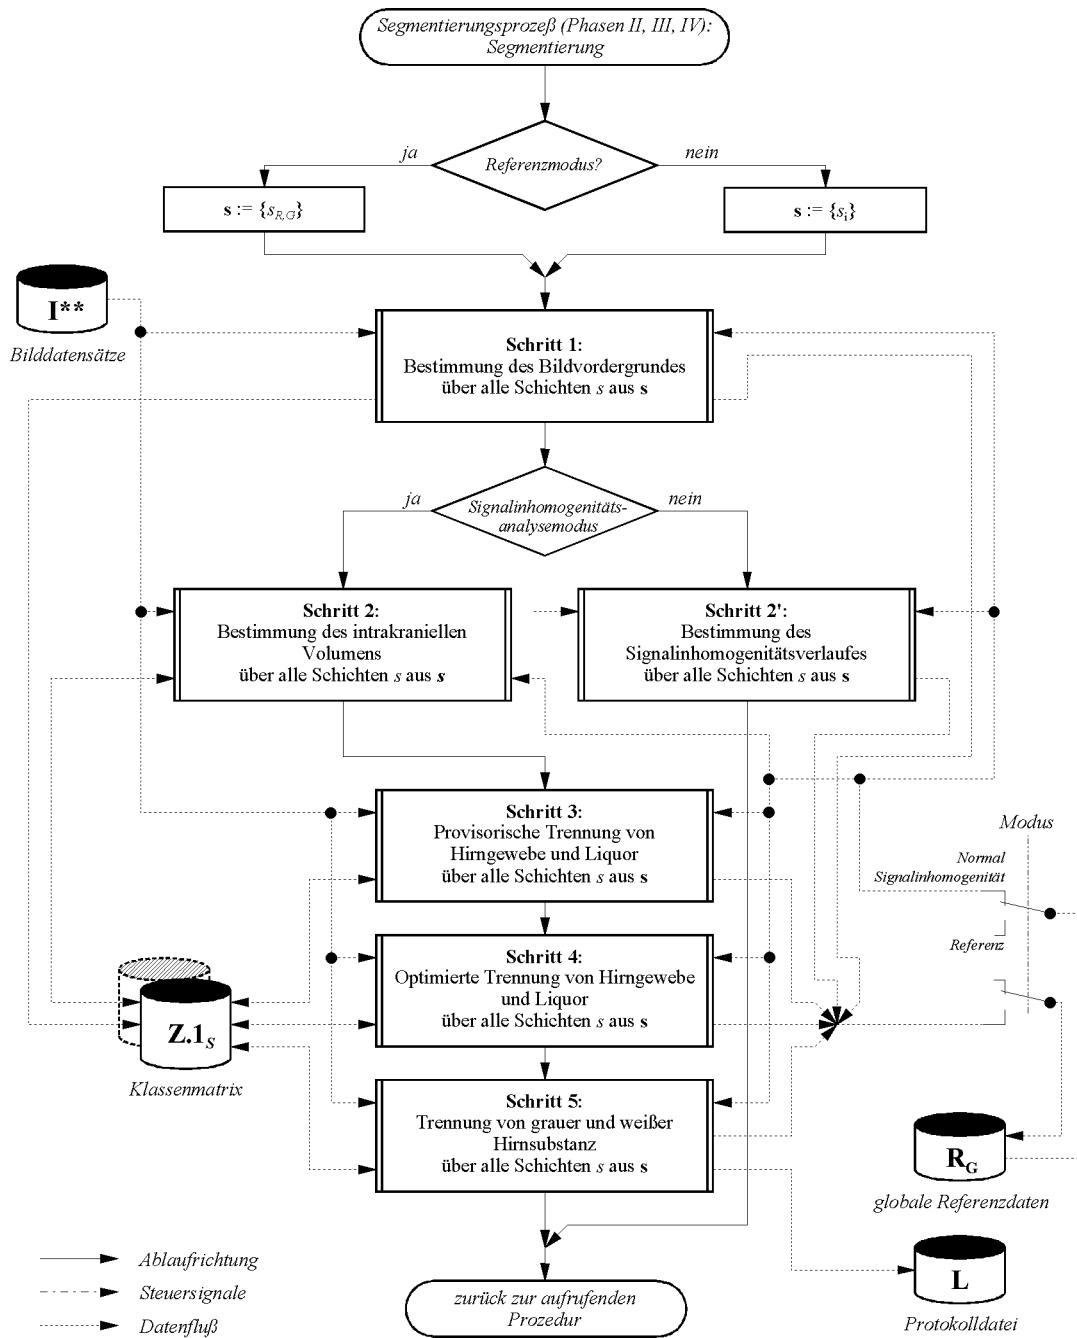 Segmentierungsprozeß (Phasen II, III, IV):
Segmentierung
ja
Referenzmodus?
nein
s := {s_R,G}
s := {s_i}
I**
Bilddatensätze
Schritt 1:
Bestimmung des Bildvordergrundes
über alle Schichten s aus s
ja
Signalinhomogenitäts-
analysemodus
nein
Schritt 2:
Bestimmung des intrakraniellen
Volumens
über alle Schichten s aus s
Schritt 2':
Bestimmung des
Signalinhomogenitätsverlaufes
über alle Schichten s aus s
Schritt 3:
Provisorische Trennung von
Hirngewebe und Liquor
über alle Schichten s aus s
Modus
Normal
Signalinhomogenität
Referenz
Schritt 4:
Optimierte Trennung von Hirngewebe
und Liquor
über alle Schichten s aus s
Z.1_S
Klassenmatrix
Schritt 5:
Trennung von grauer und weißer
Hirnsubstanz
über alle Schichten s aus s
R_G
globale Referenzdaten
L
Protokolldatei
Ablaufrichtung
Steuersignale
Datenfluß
zurück zur aufrufenden
Prozedur